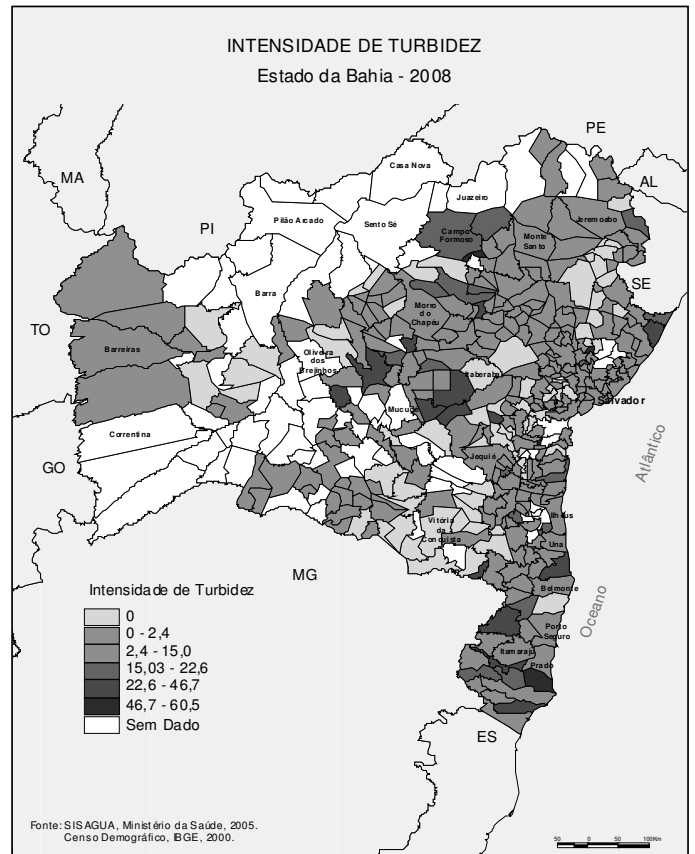 INTENSIDADE DE TURBIDEZ
Estado da Bahia - 2008
PE
Casa Nova
MA
AL
Juazeiro
Pilão Arcado
Sento Sé
Jeremoabo
PI
Campo
Formoso
Monte
Santo
SE
Barra
Morro
do
Chapéu
TO
Barreiras
Oliveira
dos
Brejinhos
Itaberaba
Salvador
Mucugê
Correntina
Jequié
GO
Atlântico
Ilhéus
Vitória
da
Conquista
Una
MG
Belmonte
Oceano
Porto
Seguro
Itamaraju
Prado
ES
Intensidade de Turbidez
0
0 - 2,4
2,4 - 15,0
15,03 - 22,6
22,6 - 46,7
46,7 - 60,5
Sem Dado
Fonte: SISAGUA, Ministério da Saúde, 2005.
Censo Demográfico, IBGE, 2000.
50 0 50 100Km